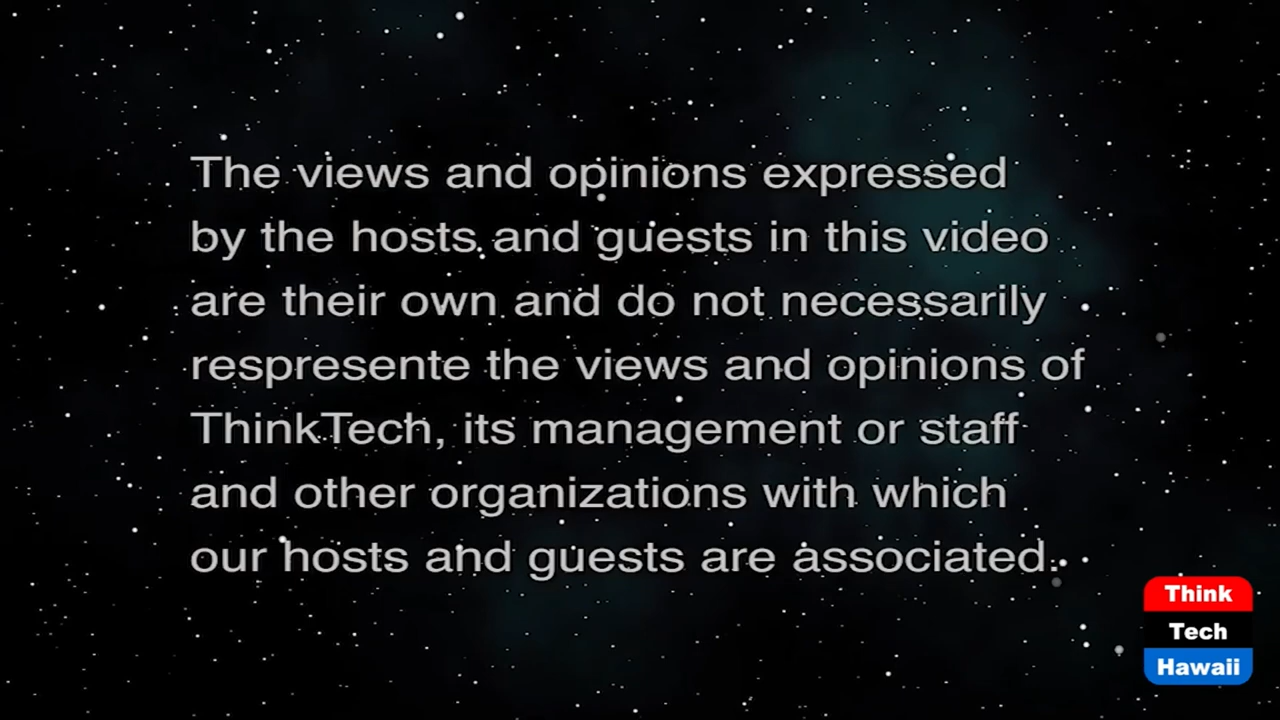 The views and opinions expressed
by the hosts and guests in this video
are their own and do not necessarily
respresente the views and opinions of
ThinkTech, its management or staff
and other organizations with which
our hosts and guests are associated.
Think
Tech
Hawaii